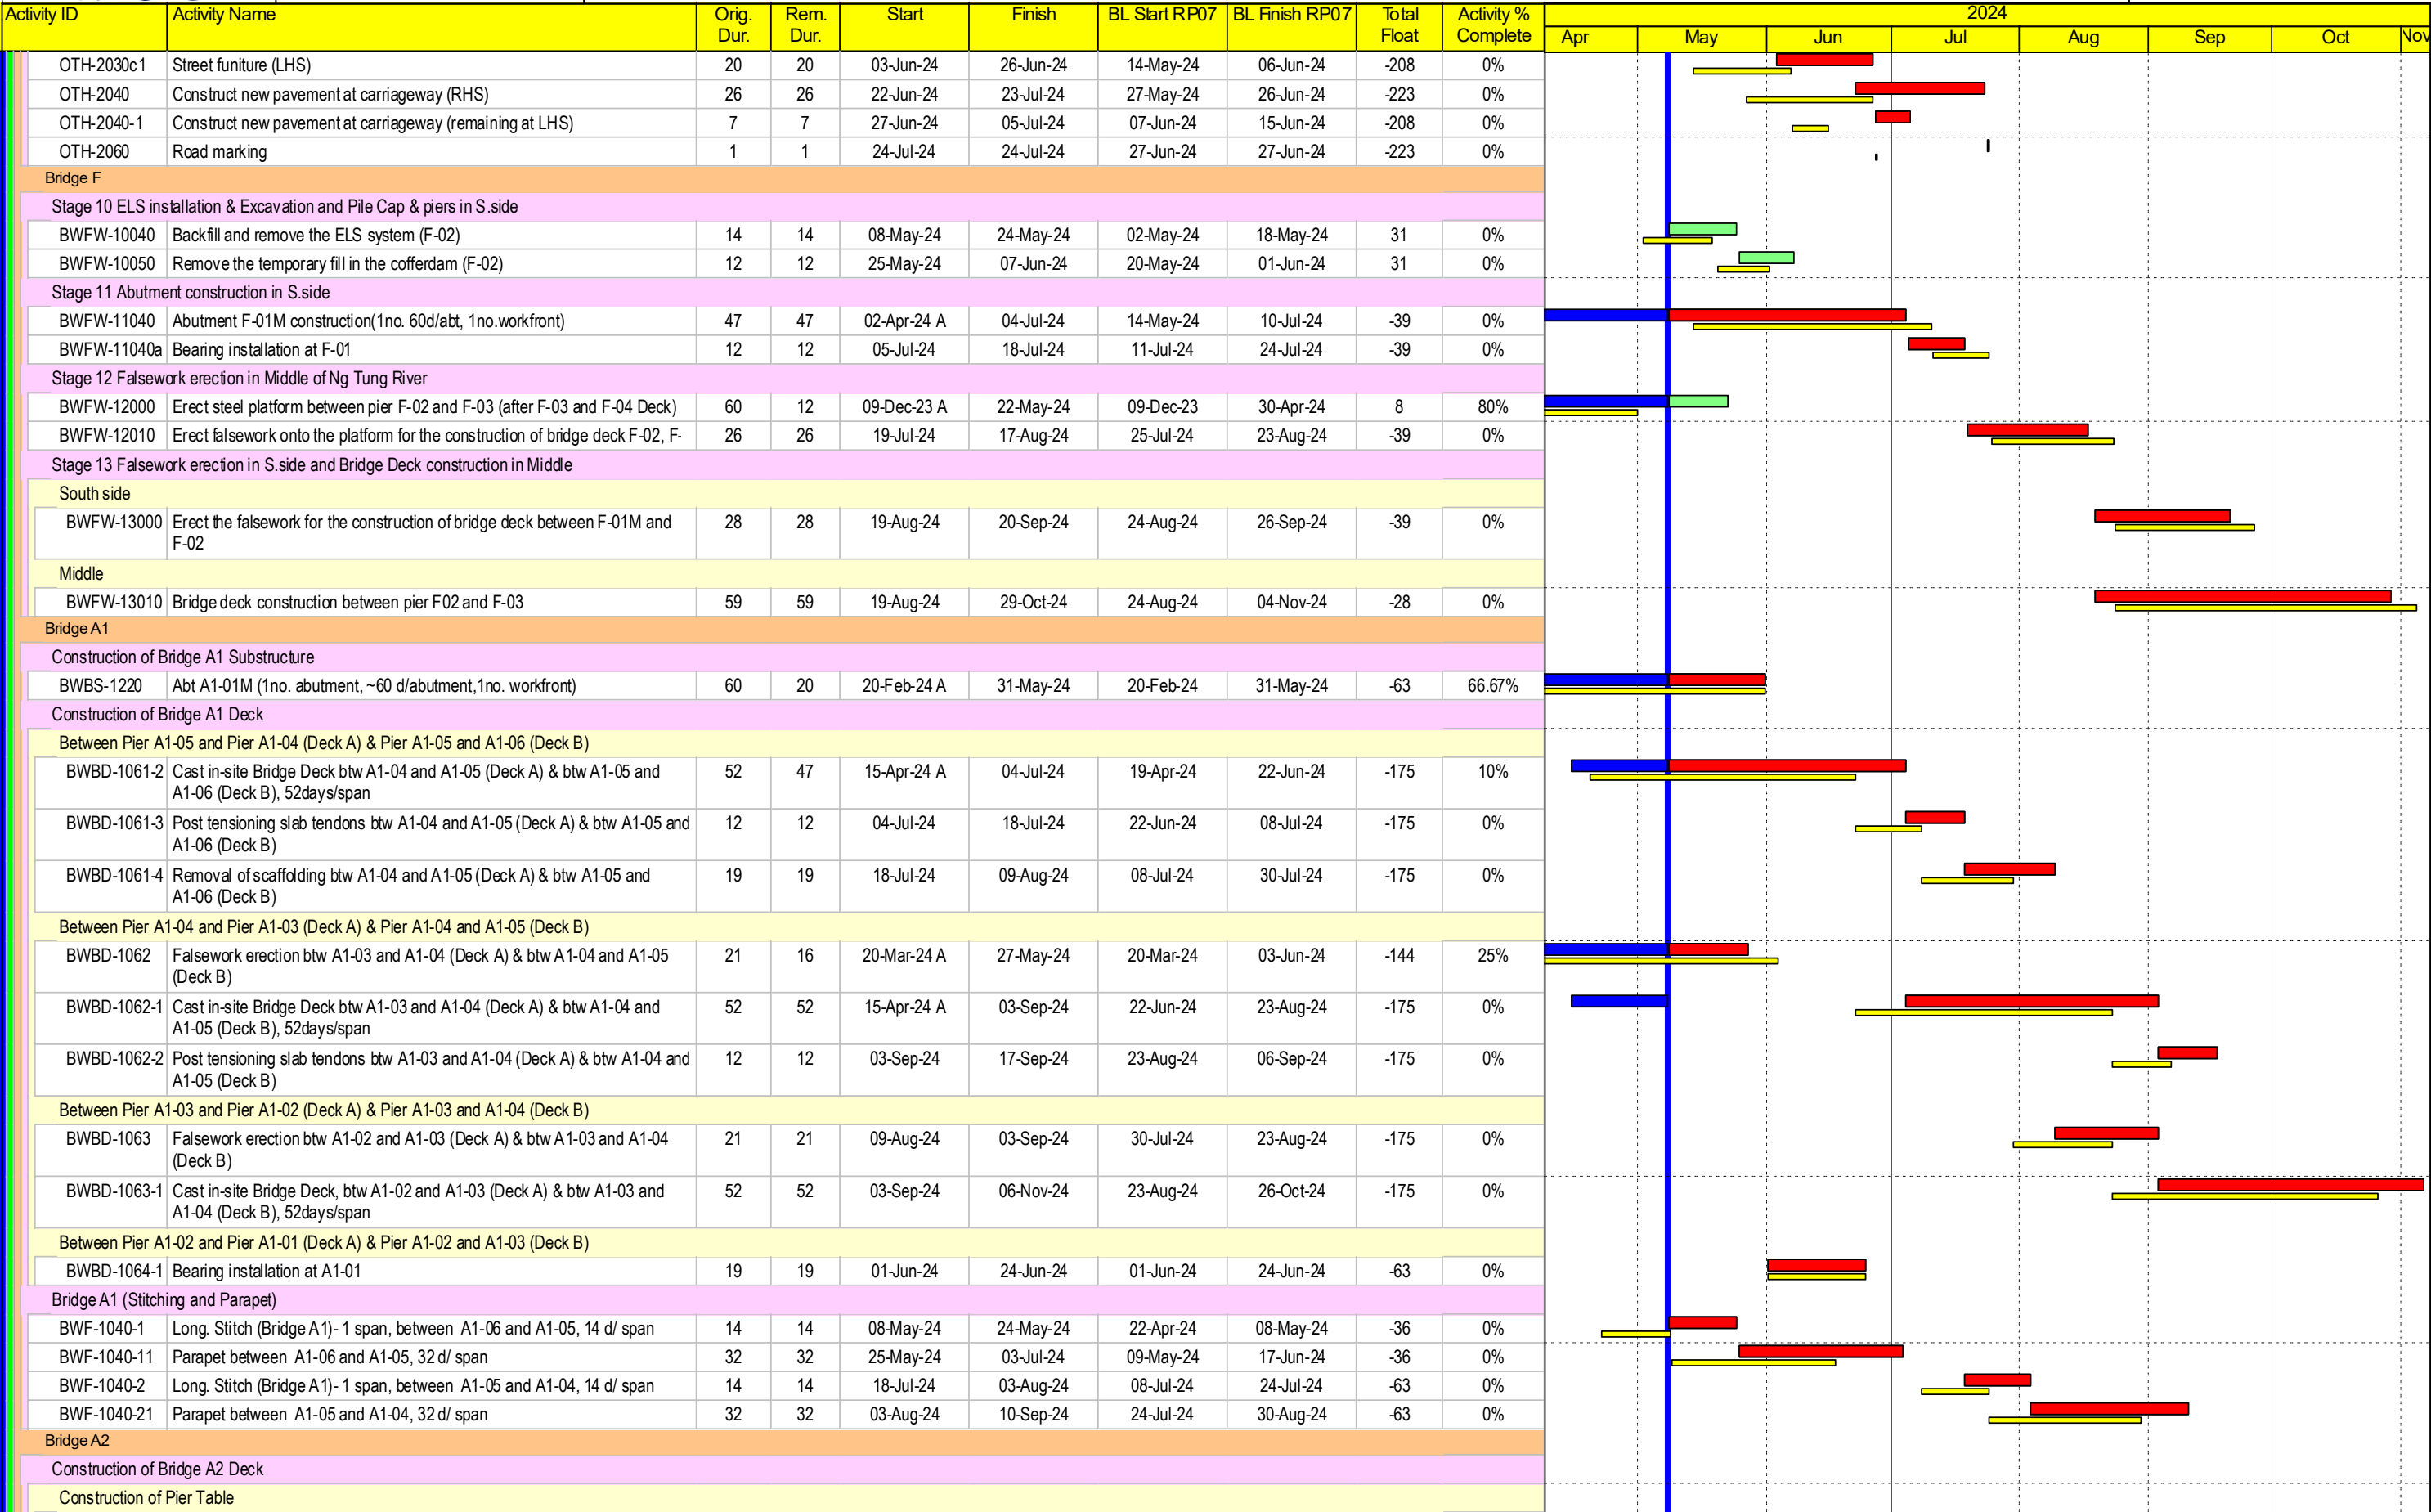 Activity ID Activity Name Orig. Dur. Rem. Dur. Start Finish BL Start RP07 BL Finish RP07 Total Float Activity % Complete 2024
Apr May Jun Jul Aug Sep Oct Nov
OTH-2030c1 Street funiture (LHS) 20 20 03-Jun-24 26-Jun-24 14-May-24 06-Jun-24 -208 0%
OTH-2040 Construct new pavement at carriageway (RHS) 26 26 22-Jun-24 23-Jul-24 27-May-24 26-Jun-24 -223 0%
OTH-2040-1 Construct new pavement at carriageway (remaining at LHS) 7 7 27-Jun-24 05-Jul-24 07-Jun-24 15-Jun-24 -208 0%
OTH-2060 Road marking 1 1 24-Jul-24 24-Jul-24 27-Jun-24 27-Jun-24 -223 0%
Bridge F
Stage 10 ELS installation & Excavation and Pile Cap & piers in S.side
BWFW-10040 Backfill and remove the ELS system (F-02) 14 14 08-May-24 24-May-24 02-May-24 18-May-24 31 0%
BWFW-10050 Remove the temporary fill in the cofferdam (F-02) 12 12 25-May-24 07-Jun-24 20-May-24 01-Jun-24 31 0%
Stage 11 Abutment construction in S.side
BWFW-11040 Abutment F-01M construction(1no. 60d/abt, 1no.workfront) 47 47 02-Apr-24 A 04-Jul-24 14-May-24 10-Jul-24 -39 0%
BWFW-11040a Bearing installation at F-01 12 12 05-Jul-24 18-Jul-24 11-Jul-24 24-Jul-24 -39 0%
Stage 12 Falsework erection in Middle of Ng Tung River
BWFW-12000 Erect steel platform between pier F-02 and F-03 (after F-03 and F-04 Deck) 60 12 09-Dec-23 A 22-May-24 09-Dec-23 30-Apr-24 8 80%
BWFW-12010 Erect falsework onto the platform for the construction of bridge deck F-02, F- 26 26 19-Jul-24 17-Aug-24 25-Jul-24 23-Aug-24 -39 0%
Stage 13 Falsework erection in S.side and Bridge Deck construction in Middle
South side
BWFW-13000 Erect the falsework for the construction of bridge deck between F-01M and 28 28 19-Aug-24 20-Sep-24 24-Aug-24 26-Sep-24 -39 0%
F-02
Middle
BWFW-13010 Bridge deck construction between pier F02 and F-03 59 59 19-Aug-24 29-Oct-24 24-Aug-24 04-Nov-24 -28 0%
Bridge A1
Construction of Bridge A1 Substructure
BWBS-1220 Abt A1-01M (1no. abutment, ~60 d/abutment,1no. workfront) 60 20 20-Feb-24 A 31-May-24 20-Feb-24 31-May-24 -63 66.67%
Construction of Bridge A1 Deck
Between Pier A1-05 and Pier A1-04 (Deck A) & Pier A1-05 and A1-06 (Deck B)
BWBD-1061-2 Cast in-site Bridge Deck btw A1-04 and A1-05 (Deck A) & btw A1-05 and 52 47 15-Apr-24 A 04-Jul-24 19-Apr-24 22-Jun-24 -175 10%
A1-06 (Deck B), 52days/span
BWBD-1061-3 Post tensioning slab tendons btw A1-04 and A1-05 (Deck A) & btw A1-05 and 12 12 04-Jul-24 18-Jul-24 22-Jun-24 08-Jul-24 -175 0%
A1-06 (Deck B)
BWBD-1061-4 Removal of scaffolding btw A1-04 and A1-05 (Deck A) & btw A1-05 and 19 19 18-Jul-24 09-Aug-24 08-Jul-24 30-Jul-24 -175 0%
A1-06 (Deck B)
Between Pier A1-04 and Pier A1-03 (Deck A) & Pier A1-04 and A1-05 (Deck B)
BWBD-1062 Falsework erection btw A1-03 and A1-04 (Deck A) & btw A1-04 and A1-05 21 16 20-Mar-24 A 27-May-24 20-Mar-24 03-Jun-24 -144 25%
(Deck B)
BWBD-1062-1 Cast in-site Bridge Deck btw A1-03 and A1-04 (Deck A) & btw A1-04 and 52 52 15-Apr-24 A 03-Sep-24 22-Jun-24 23-Aug-24 -175 0%
A1-05 (Deck B), 52days/span
BWBD-1062-2 Post tensioning slab tendons btw A1-03 and A1-04 (Deck A) & btw A1-04 and 12 12 03-Sep-24 17-Sep-24 23-Aug-24 06-Sep-24 -175 0%
A1-05 (Deck B)
Between Pier A1-03 and Pier A1-02 (Deck A) & Pier A1-03 and A1-04 (Deck B)
BWBD-1063 Falsework erection btw A1-02 and A1-03 (Deck A) & btw A1-03 and A1-04 21 21 09-Aug-24 03-Sep-24 30-Jul-24 23-Aug-24 -175 0%
(Deck B)
BWBD-1063-1 Cast in-site Bridge Deck, btw A1-02 and A1-03 (Deck A) & btw A1-03 and 52 52 03-Sep-24 06-Nov-24 23-Aug-24 26-Oct-24 -175 0%
A1-04 (Deck B), 52days/span
Between Pier A1-02 and Pier A1-01 (Deck A) & Pier A1-02 and A1-03 (Deck B)
BWBD-1064-1 Bearing installation at A1-01 19 19 01-Jun-24 24-Jun-24 01-Jun-24 24-Jun-24 -63 0%
Bridge A1 (Stitching and Parapet)
BWF-1040-1 Long. Stitch (Bridge A1)- 1 span, between A1-06 and A1-05, 14 d/ span 14 14 08-May-24 24-May-24 22-Apr-24 08-May-24 -36 0%
BWF-1040-11 Parapet between A1-06 and A1-05, 32 d/ span 32 32 25-May-24 03-Jul-24 09-May-24 17-Jun-24 -36 0%
BWF-1040-2 Long. Stitch (Bridge A1)- 1 span, between A1-05 and A1-04, 14 d/ span 14 14 18-Jul-24 03-Aug-24 08-Jul-24 24-Jul-24 -63 0%
BWF-1040-21 Parapet between A1-05 and A1-04, 32 d/ span 32 32 03-Aug-24 10-Sep-24 24-Jul-24 30-Aug-24 -63 0%
Bridge A2
Construction of Bridge A2 Deck
Construction of Pier Table